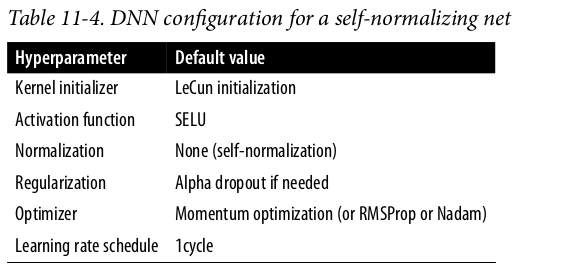 Table 11-4. DNN configuration for a self-normalizing net
Hyperparameter Default value
Kernel initializer LeCun initialization
Activation function SELU
Normalization None (self-normalization)
Regularization Alpha dropout if needed
Optimizer Momentum optimization (or RMSProp or Nadam)
Learning rate schedule 1cycle